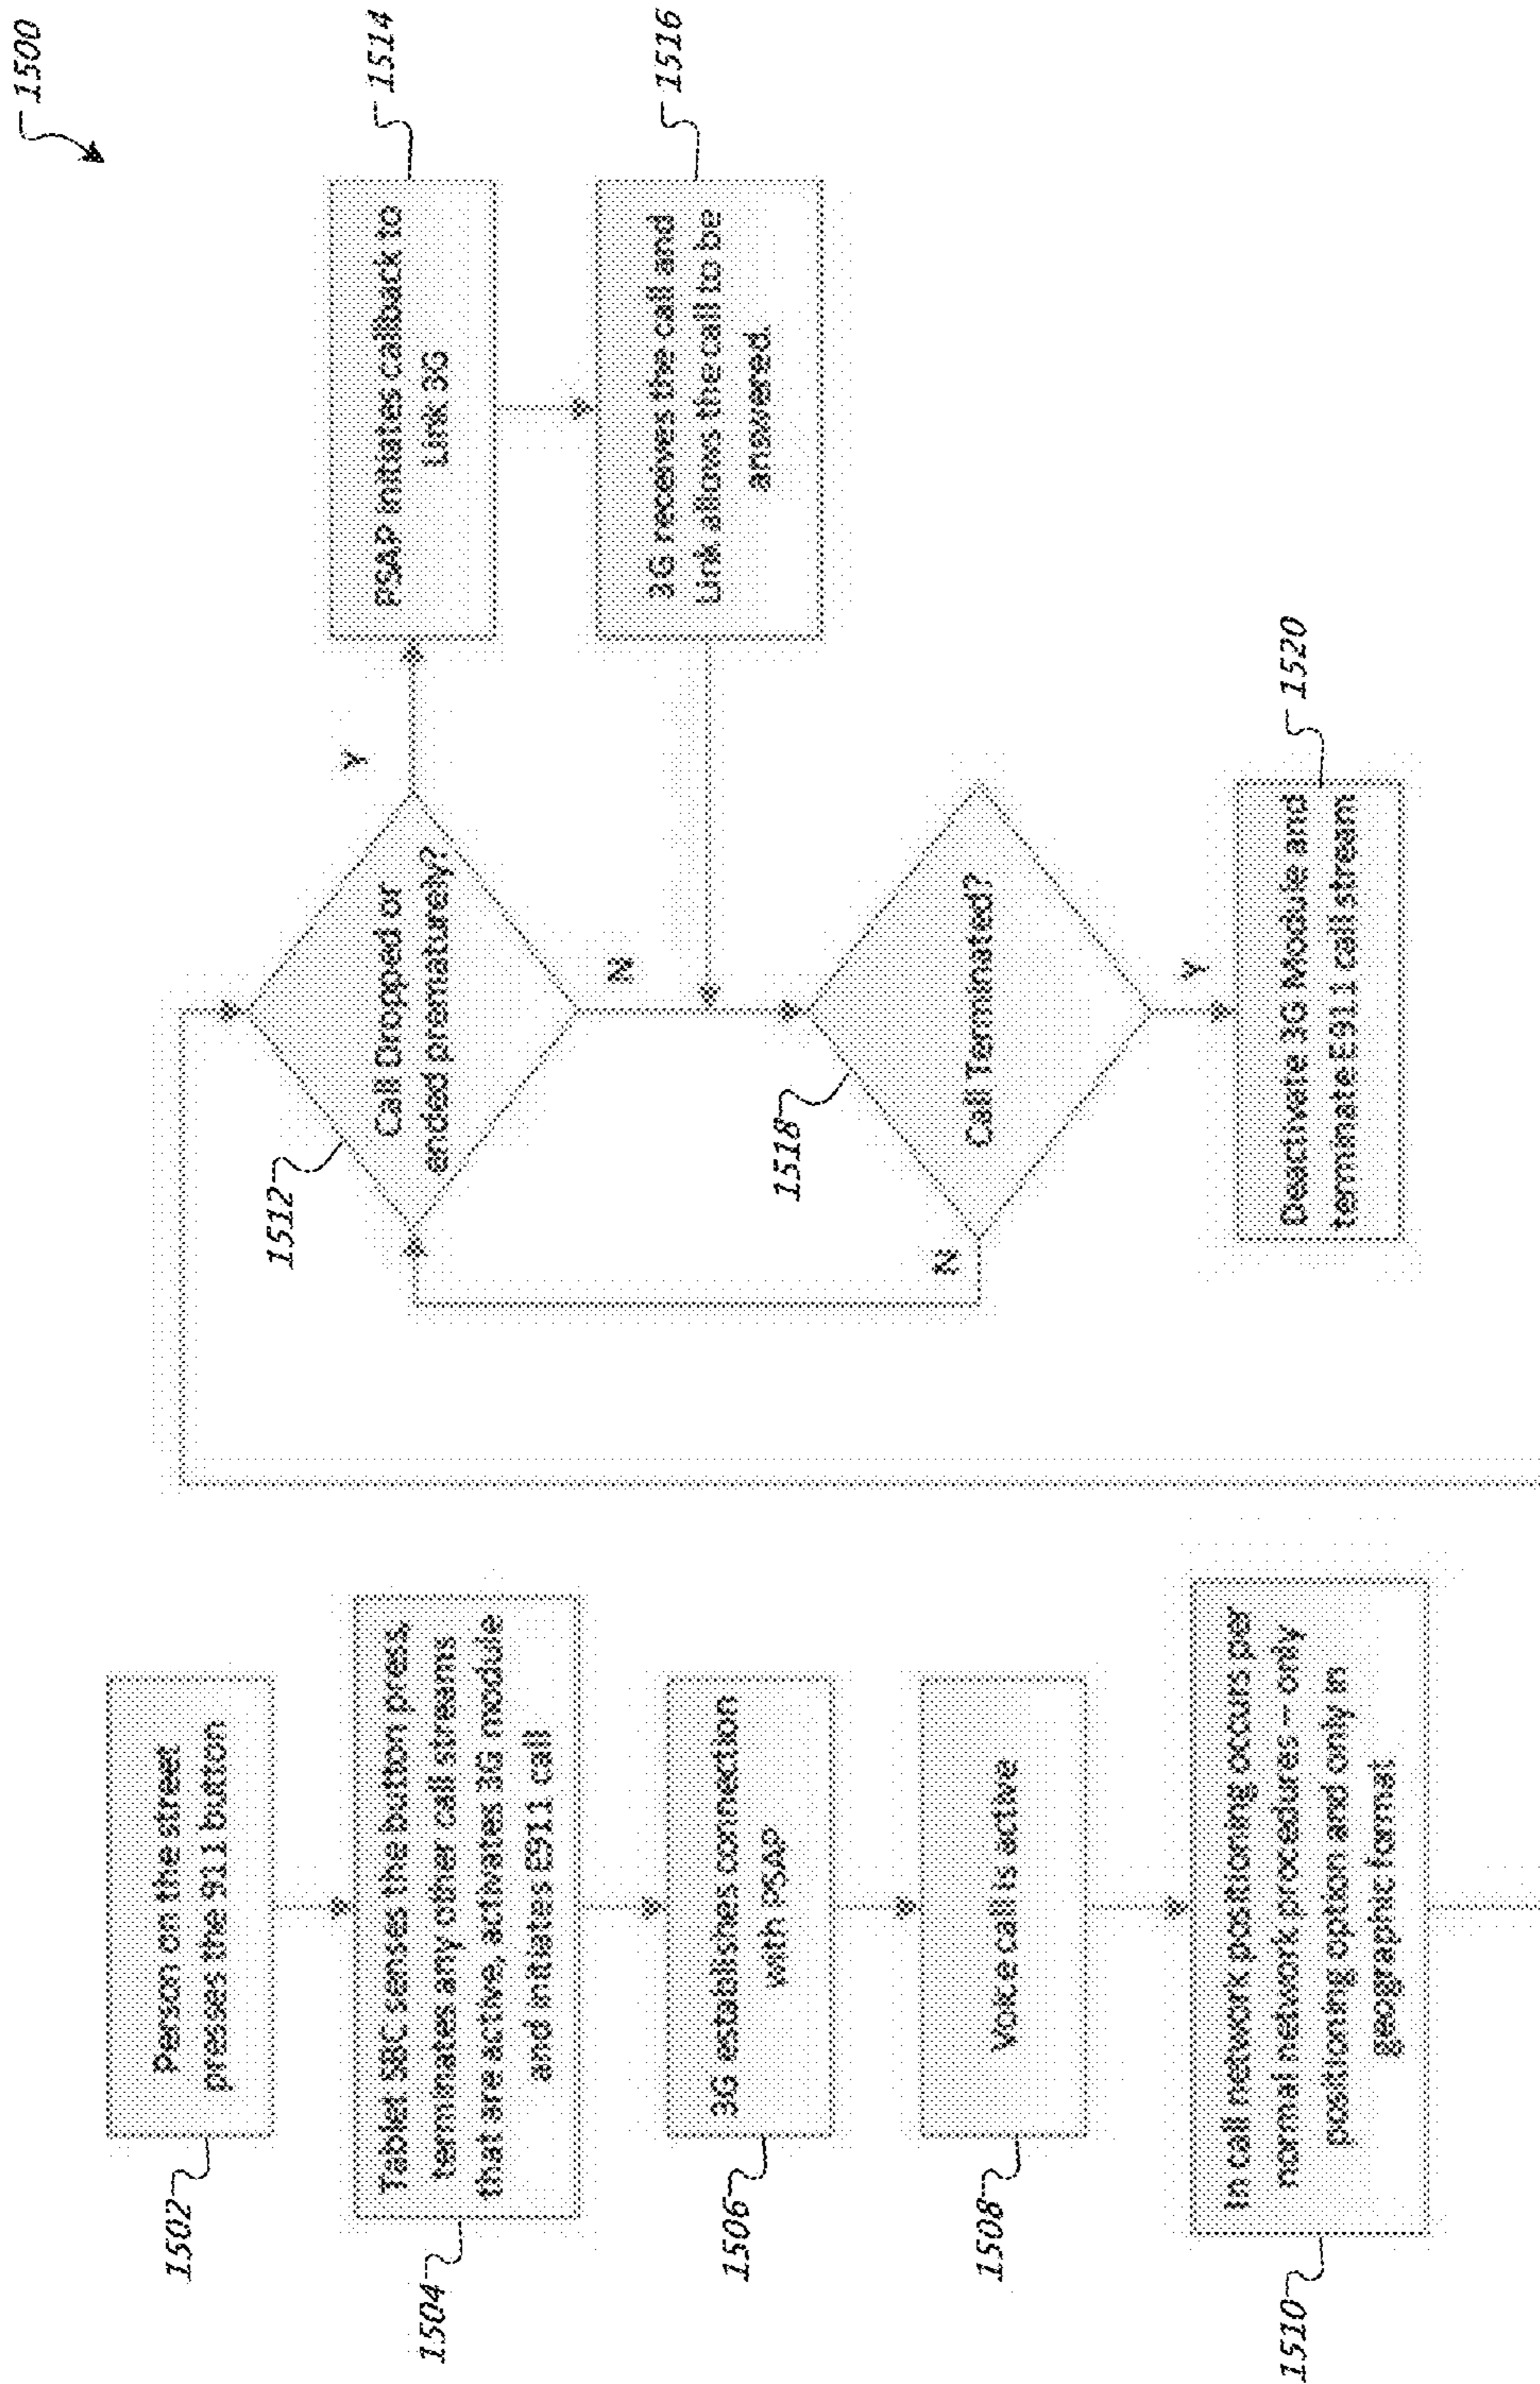 1500
1502
Person on the street
presses the 911 button
1504
Tablet SBC senses the button press,
terminates any other call streams
that are active, activates 3G module
and initiates E911 call
1506
3G establishes connection
with PSAP
1508
Voice call is active
1510
In call network positioning occurs per
normal network procedures – only
positioning option and only in
geographic format
1512
Call Dropped or
ended prematurely?
Y
N
1514
PSAP initiates callback to
Link 3G
1516
3G receives the call and
Link allows the call to be
answered.
1518
Call Terminated?
N
Y
1520
Deactivate 3G Module and
terminate E911 call stream